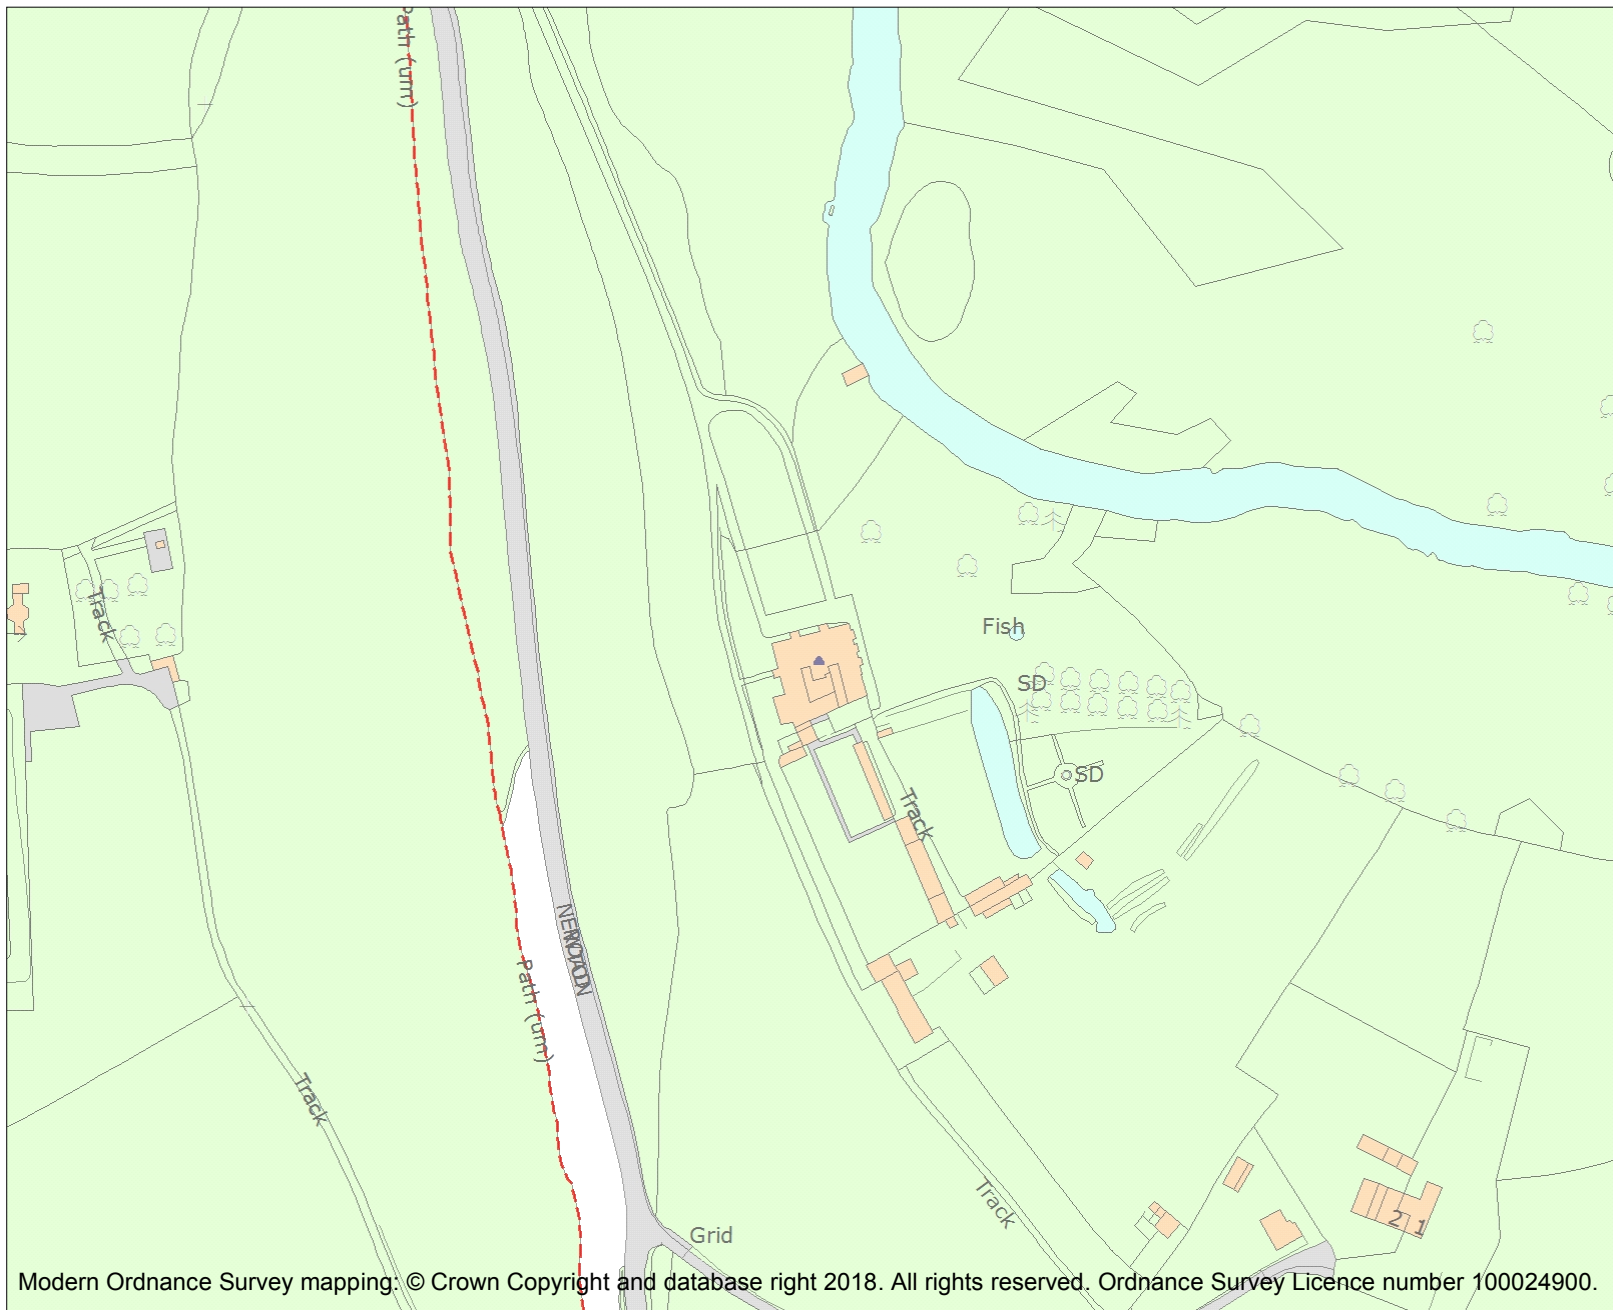 Path (um)
Track
Fish
SD
SD
Track
Path (um)
Track
Track
Grid
2 1
Modern Ordnance Survey mapping: © Crown Copyright and database right 2018. All rights reserved. Ordnance Survey Licence number 100024900.